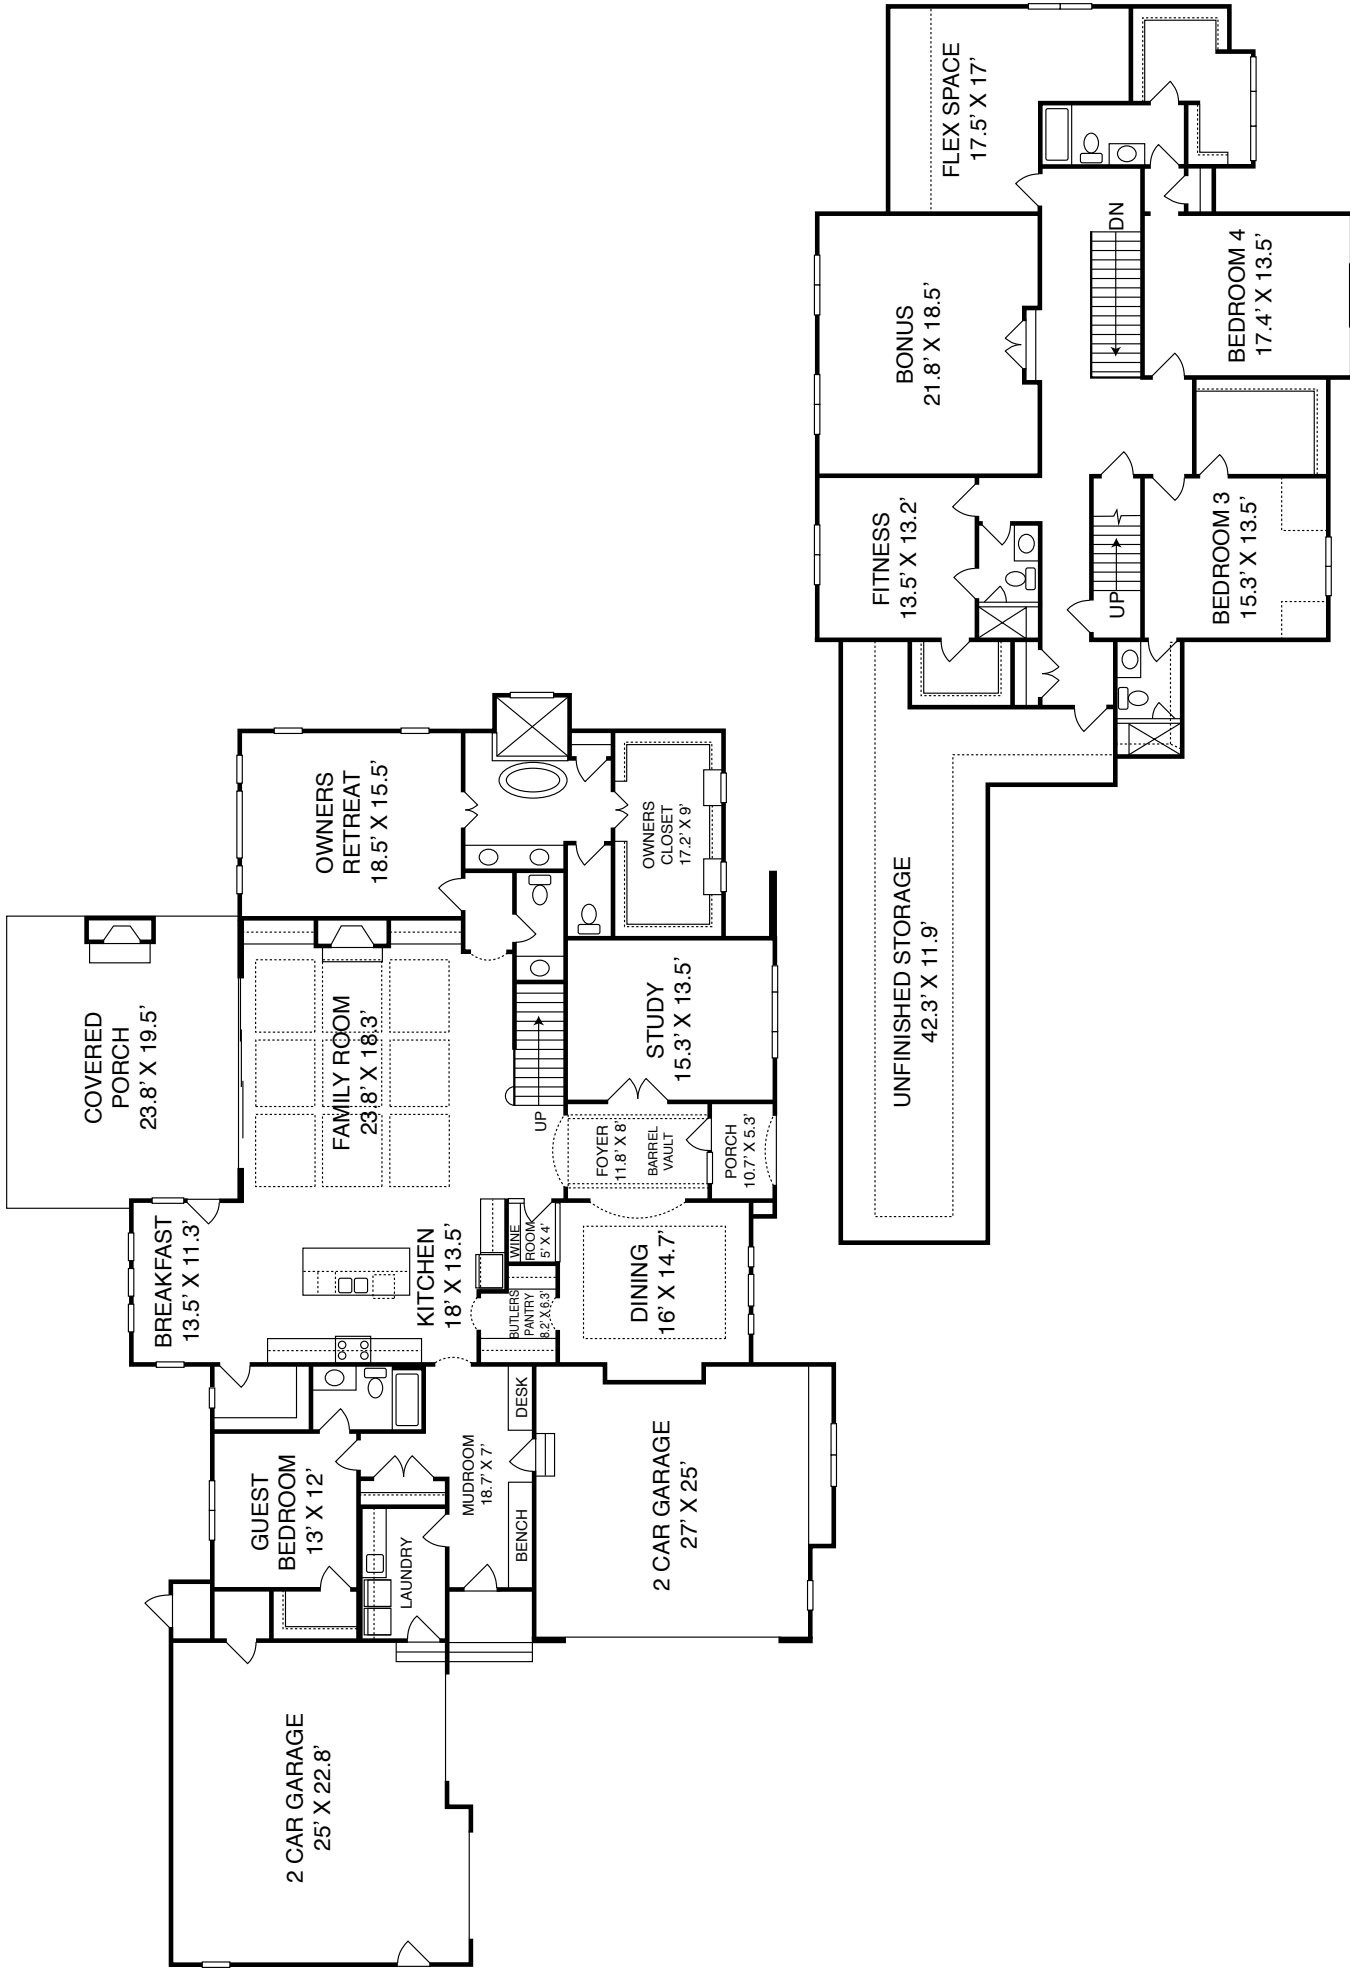 COVERED
PORCH
23.8' X 19.5'
OWNERS
RETREAT
18.5' X 15.5'
FAMILY ROOM
23.8' X 18.3'
BREAKFAST
13.5' X 11.3'
KITCHEN
18' X 13.5'
OWNERS
CLOSET
17.2' X 9'
STUDY
15.3' X 13.5'
UP
FOYER
11.8' X 8'
BARREL
VAULT
PORCH
10.7' X 5.3'
WINE
ROOM
5' X 4'
BUTLERS
PANTRY
8.2' X 6.3'
DINING
16' X 14.7'
GUEST
BEDROOM
13' X 12'
MUDROOM
18.7' X 7'
DESK
BENCH
LAUNDRY
2 CAR GARAGE
27' X 25'
2 CAR GARAGE
25' X 22.8'
FLEX SPACE
17.5' X 17'
BONUS
21.8' X 18.5'
DN
BEDROOM 4
17.4' X 13.5'
FITNESS
13.5' X 13.2'
UP
BEDROOM 3
15.3' X 13.5'
UNFINISHED STORAGE
42.3' X 11.9'